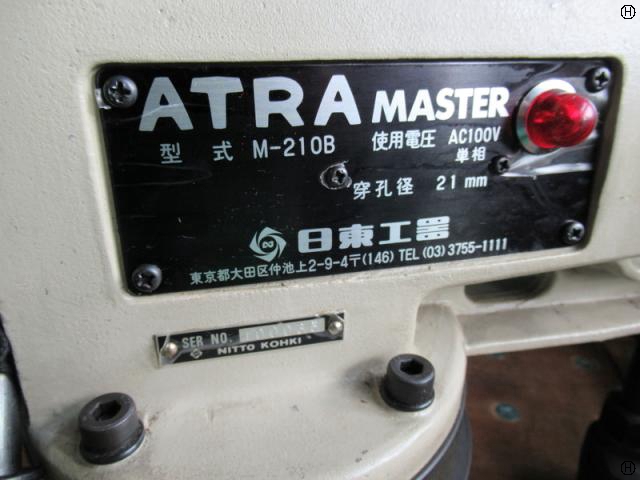 ATRA MASTER
型式 M-210B 使用電圧 AC100V
単相
穿孔径 21mm
日東工器
東京都大田区仲池上2-9-4〒(146) TEL (03)3755-1111
SER NO.
NITTO KOHKI
H
H